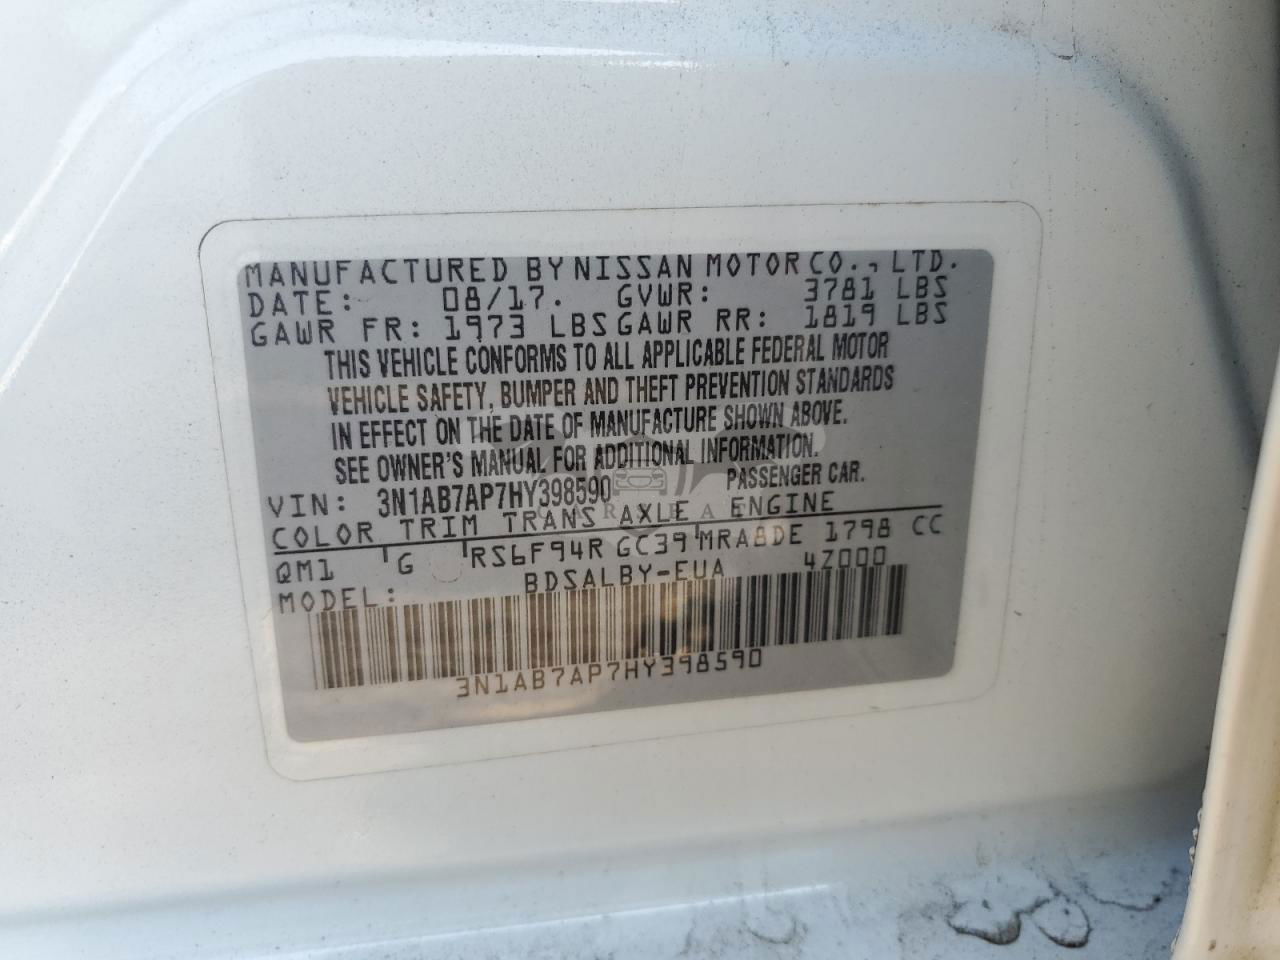 MANUFACTURED BY NISSAN MOTOR CO., LTD.
DATE: 08/17. GVWR: 3781 LBS
GAWR FR: 1973 LBS GAWR RR: 1819 LBS
THIS VEHICLE CONFORMS TO ALL APPLICABLE FEDERAL MOTOR
VEHICLE SAFETY, BUMPER AND THEFT PREVENTION STANDARDS
IN EFFECT ON THE DATE OF MANUFACTURE SHOWN ABOVE.
SEE OWNER'S MANUAL FOR ADDITIONAL INFORMATION.
VIN: 3N1AB7AP7HY398590 PASSENGER CAR.
COLOR TRIM TRANS AXLE ENGINE
QM1 G RS6F94R GC39 MRA8DE 1798 CC
MODEL: BDSALBY-EUA 4Z000
3N1AB7AP7HY398590